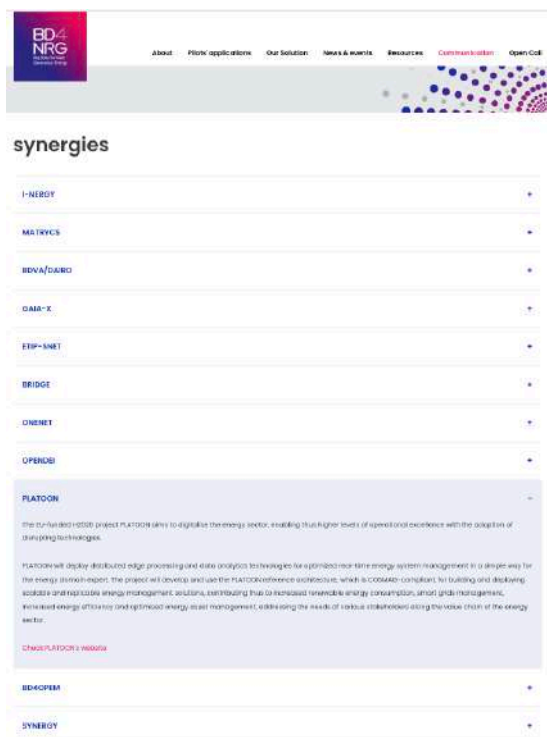 BD4
NRG
About Pilots' applications Our Solution News & events Resources Communication Open Call
synergies
I-NERGY +
MATRYCS +
BDVA/DAIRO +
GAIA-X +
ETIP-SNET +
BRIDGE +
ONENET +
OPENDEI +
PLATOON -
The EU-funded H2020 project PLATOON aims to digitalise the energy sector, enabling thus higher levels of operational excellence with the adoption of
disrupting technologies.
PLATOON will deploy distributed edge processing and data analytics technologies for optimized real-time energy system management in a simple way for
the energy domain expert. The project will develop and use the PLATOON reference architecture, which is COSMAG-compliant, for building and deploying
scalable and replicable energy management solutions, contributing thus to increased renewable energy consumption, smart grids management,
increased energy efficiency and optimised energy asset management, addressing the needs of various stakeholders along the value chain of the energy
sector.
Check PLATOON's website
BD4OPEM +
SYNERGY +